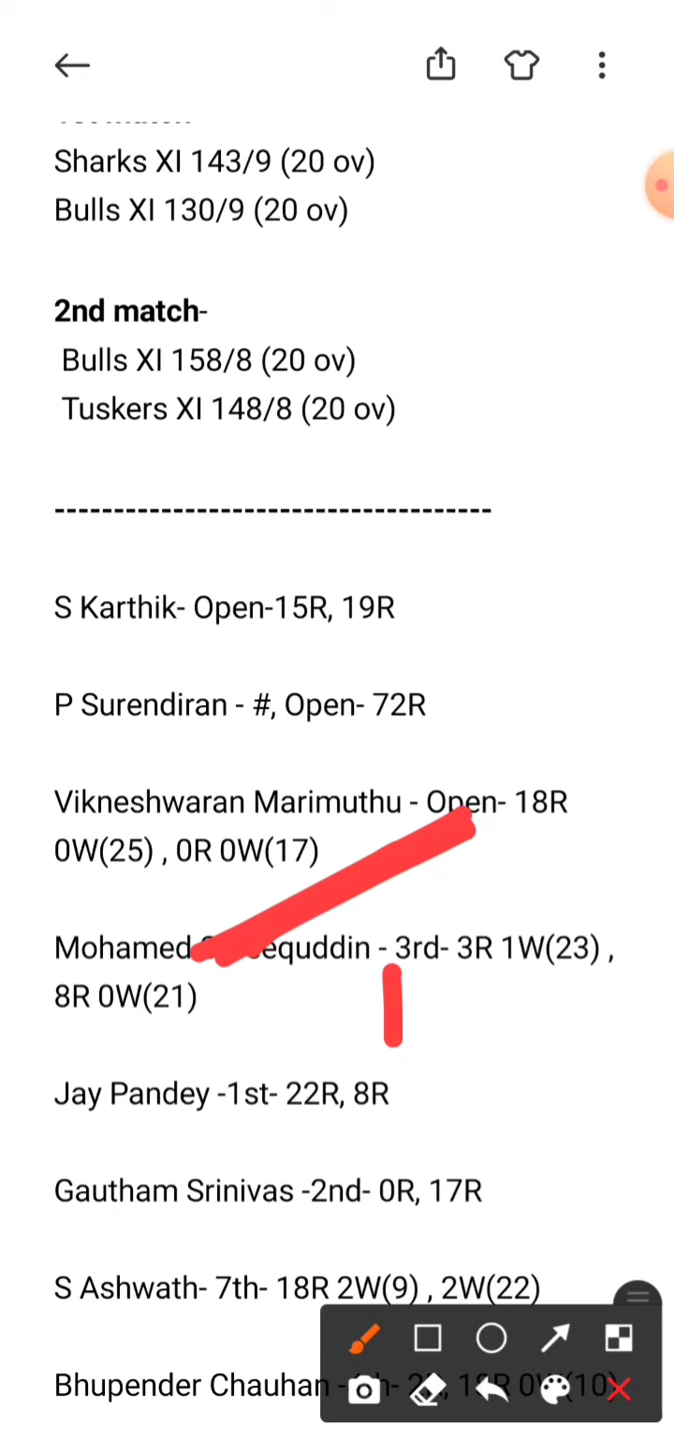 Sharks XI 143/9 (20 ov)
Bulls XI 130/9 (20 ov)
2nd match-
Bulls XI 158/8 (20 ov)
Tuskers XI 148/8 (20 ov)
------------------------------------
S Karthik- Open-15R, 19R
P Surendiran - #, Open- 72R
Vikneshwaran Marimuthu - Open- 18R
0W(25) , 0R 0W(17)
Mohamed - 3rd- 3R 1W(23) ,
8R 0W(21)
Jay Pandey -1st- 22R, 8R
Gautham Srinivas -2nd- 0R, 17R
S Ashwath- 7th- 18R 2W(9) , 2W(22)
Bhupender Chauhan -